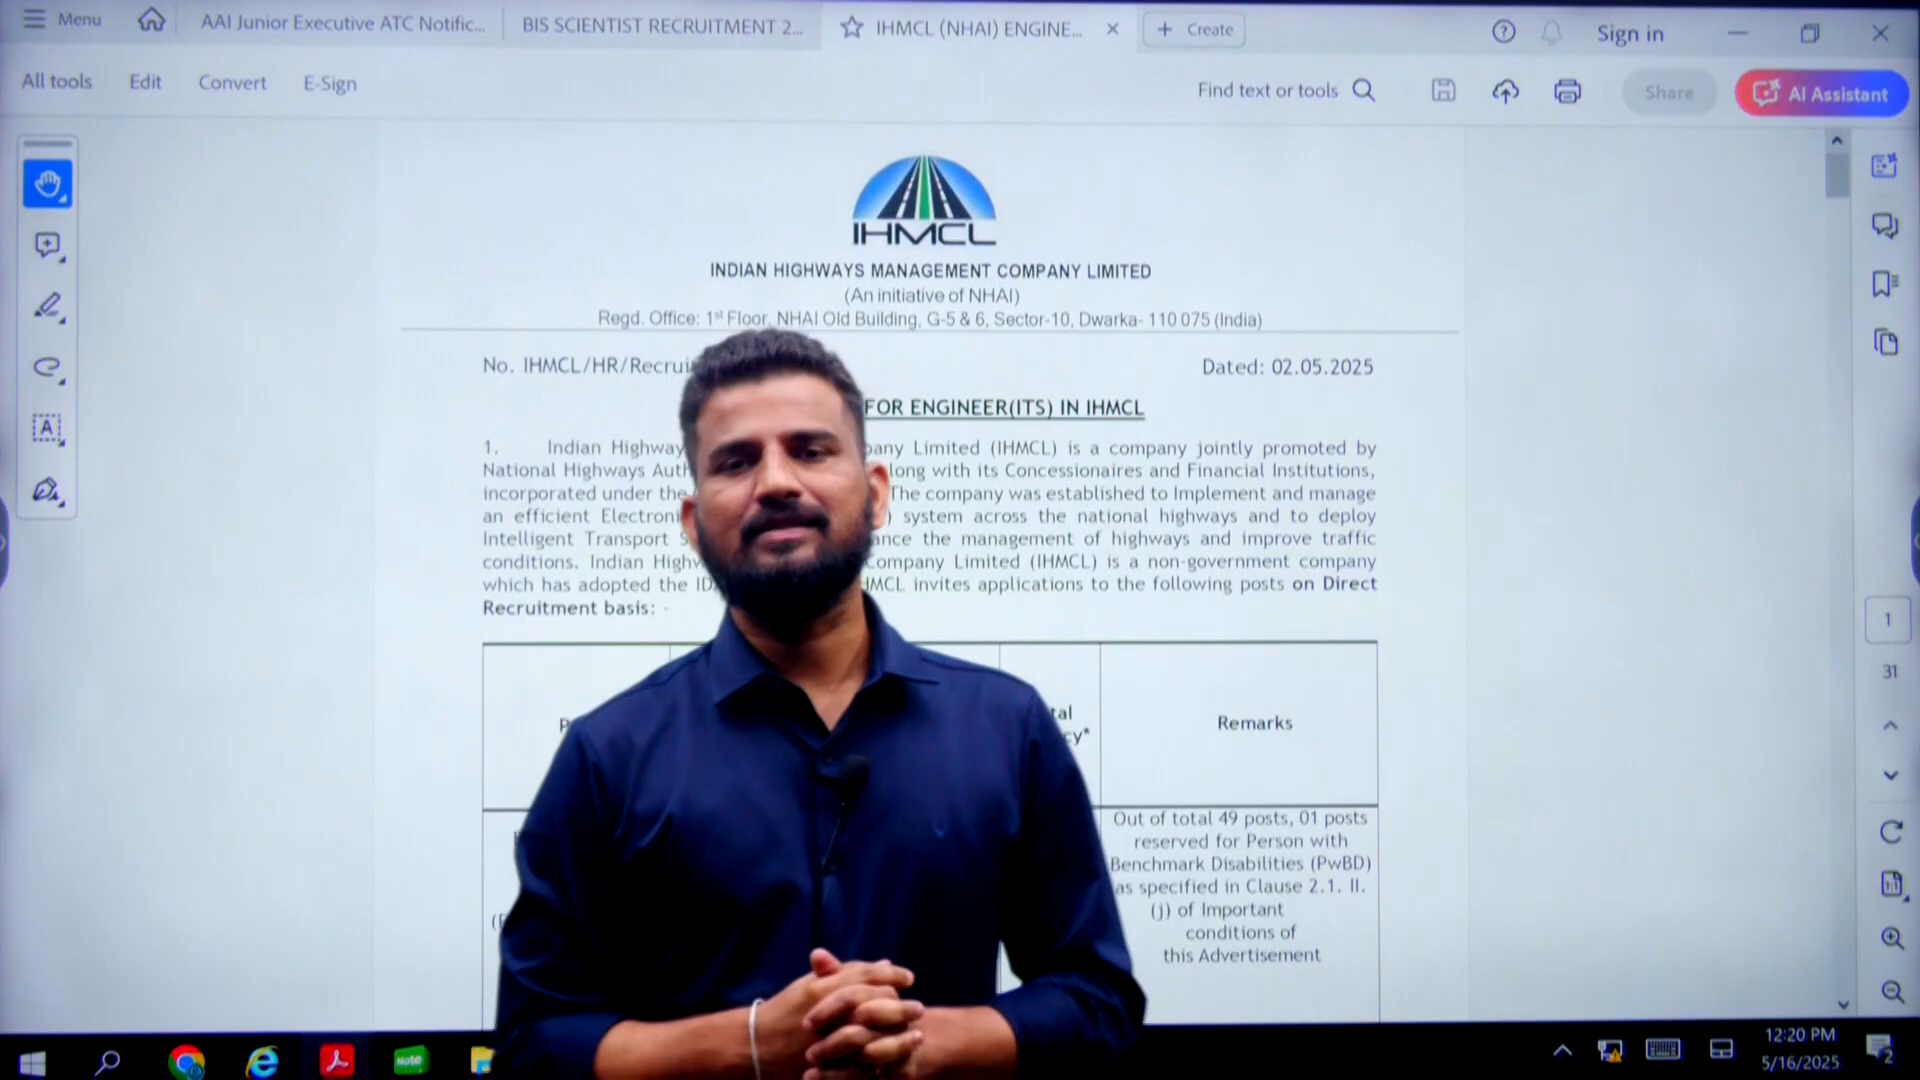 Menu
AAI Junior Executive ATC Notific...
BIS SCIENTIST RECRUITMENT 2...
IHMCL (NHAI) ENGINE...
Create
Sign in
All tools
Edit
Convert
E-Sign
Find text or tools
Share
AI Assistant
IHMCL
INDIAN HIGHWAYS MANAGEMENT COMPANY LIMITED
(An initiative of NHAI)
Regd. Office: 1st Floor, NHAI Old Building, G-5 & 6, Sector-10, Dwarka- 110 075 (India)
No. IHMCL/HR/Recrui
Dated: 02.05.2025
FOR ENGINEER(ITS) IN IHMCL
1. Indian Highway any Limited (IHMCL) is a company jointly promoted by
National Highways Auth long with its Concessionaires and Financial Institutions,
incorporated under the The company was established to Implement and manage
an efficient Electroni ) system across the national highways and to deploy
Intelligent Transport S ance the management of highways and improve traffic
conditions. Indian Highw ompany Limited (IHMCL) is a non-government company
which has adopted the ID HMCL invites applications to the following posts on Direct
Recruitment basis: -
tal
cy*
Remarks
Out of total 49 posts, 01 posts
reserved for Person with
Benchmark Disabilities (PwBD)
as specified in Clause 2.1. II.
(j) of Important
conditions of
this Advertisement
1
31
Note
12:20 PM
5/16/2025
2